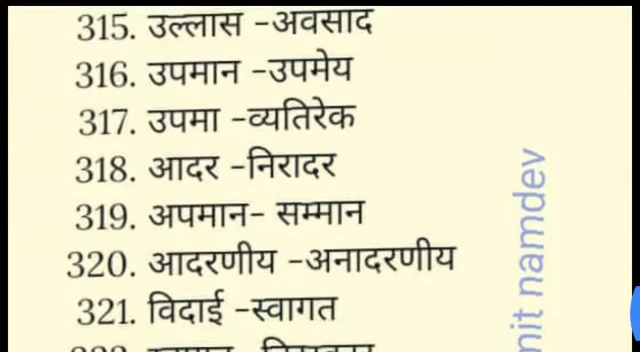 315. उल्लास -अवसाद
316. उपमान -उपमेय
317. उपमा -व्यतिरेक
318. आदर -निरादर
319. अपमान- सम्मान
320. आदरणीय -अनादरणीय
321. विदाई -स्वागत
namdev